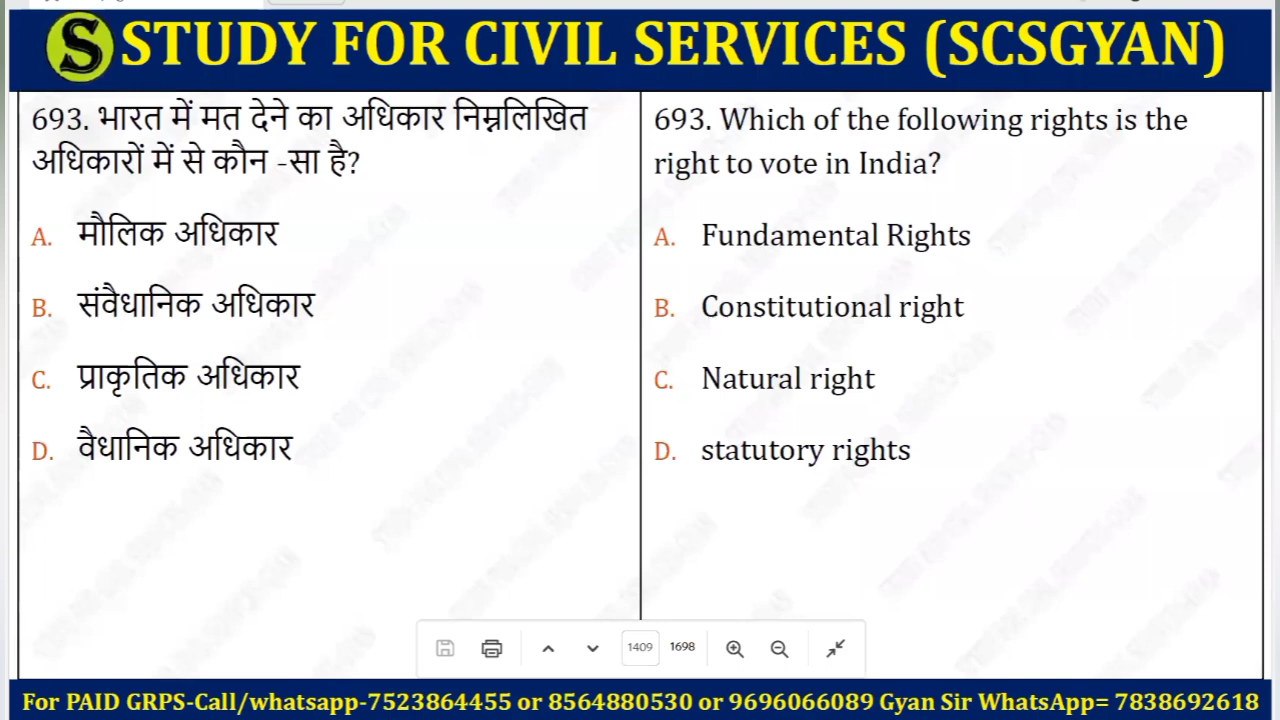 S STUDY FOR CIVIL SERVICES (SCSGYAN)
693. भारत में मत देने का अधिकार निम्नलिखित
अधिकारों में से कौन -सा है?
A. मौलिक अधिकार
B. संवैधानिक अधिकार
C. प्राकृतिक अधिकार
D. वैधानिक अधिकार
693. Which of the following rights is the
right to vote in India?
A. Fundamental Rights
B. Constitutional right
C. Natural right
D. statutory rights
1409 1698
For PAID GRPS-Call/whatsapp-7523864455 or 8564880530 or 9696066089 Gyan Sir WhatsApp= 7838692618